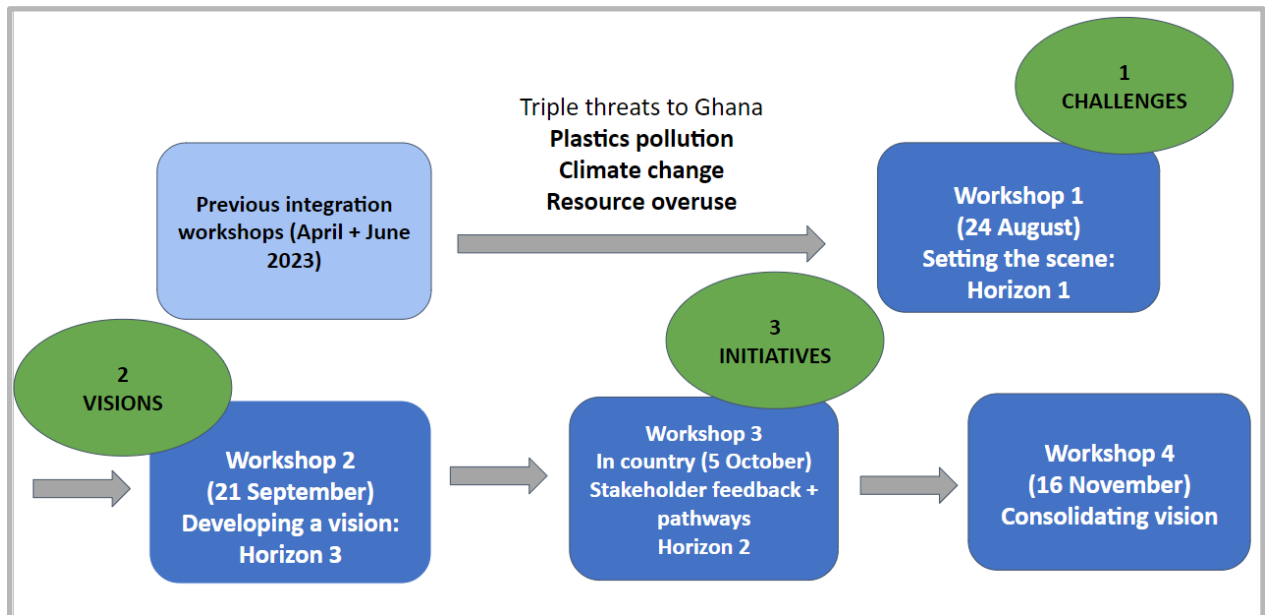 1
CHALLENGES
Triple threats to Ghana
Plastics pollution
Climate change
Resource overuse
Previous integration
workshops (April + June
2023)
Workshop 1
(24 August)
Setting the scene:
Horizon 1
2
VISIONS
3
INITIATIVES
Workshop 2
(21 September)
Developing a vision:
Horizon 3
Workshop 3
In country (5 October)
Stakeholder feedback +
pathways
Horizon 2
Workshop 4
(16 November)
Consolidating vision